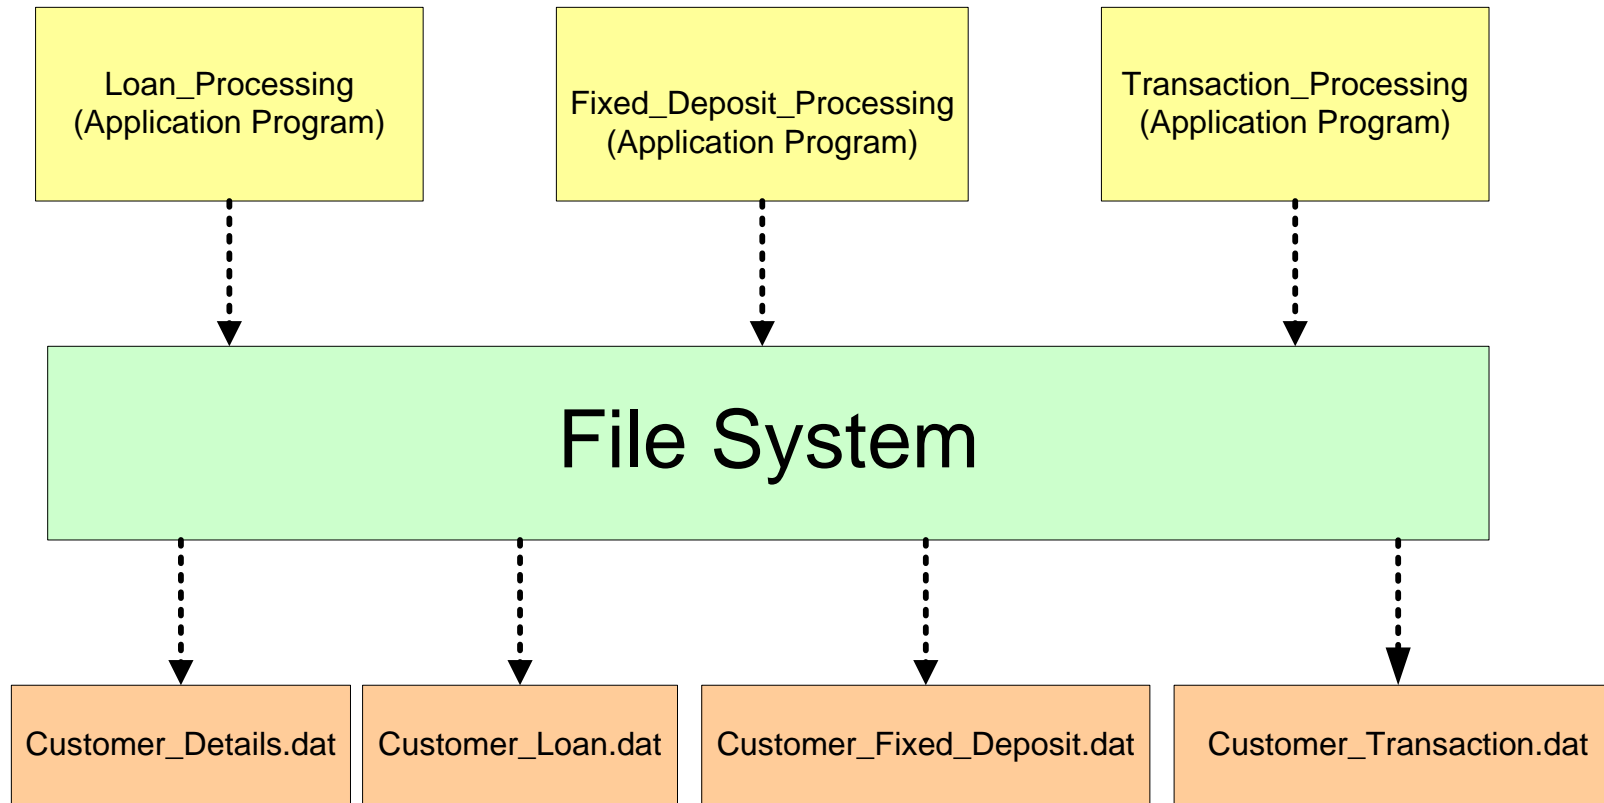 Loan_Processing
(Application Program)
Fixed_Deposit_Processing
(Application Program)
Transaction_Processing
(Application Program)
File System
Customer_Details.dat
Customer_Loan.dat
Customer_Fixed_Deposit.dat
Customer_Transaction.dat